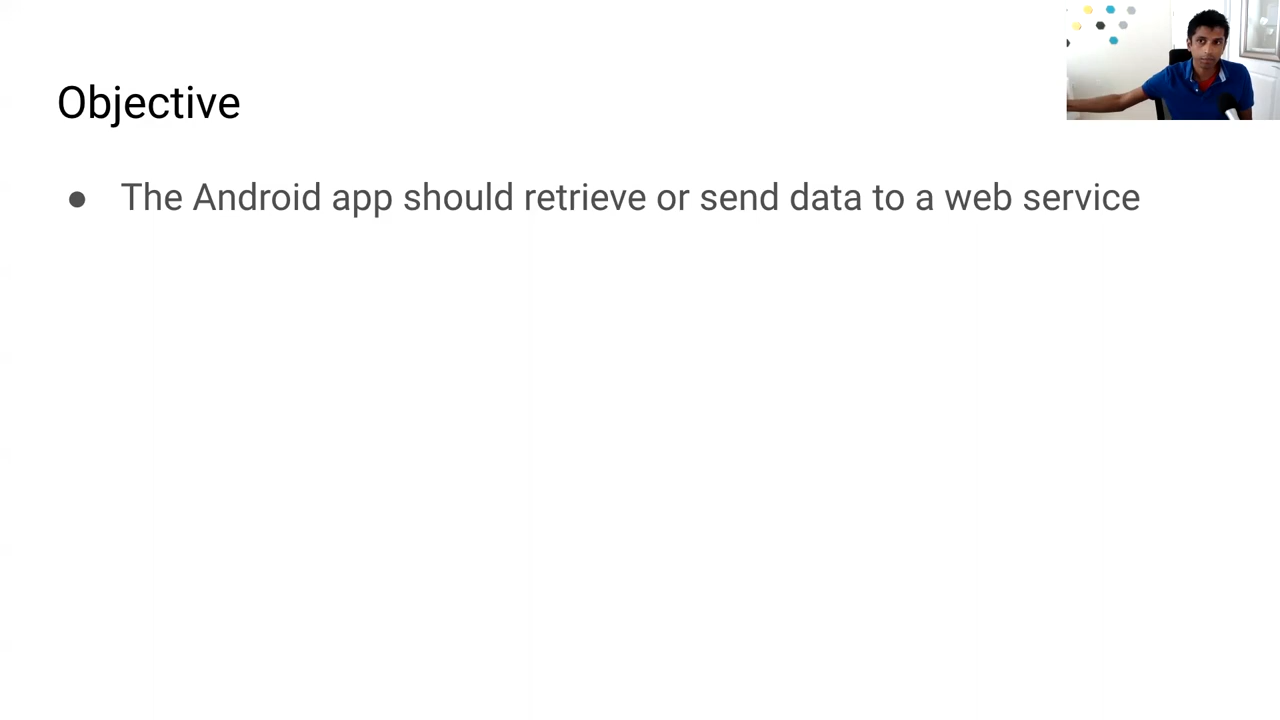 Objective
● The Android app should retrieve or send data to a web service